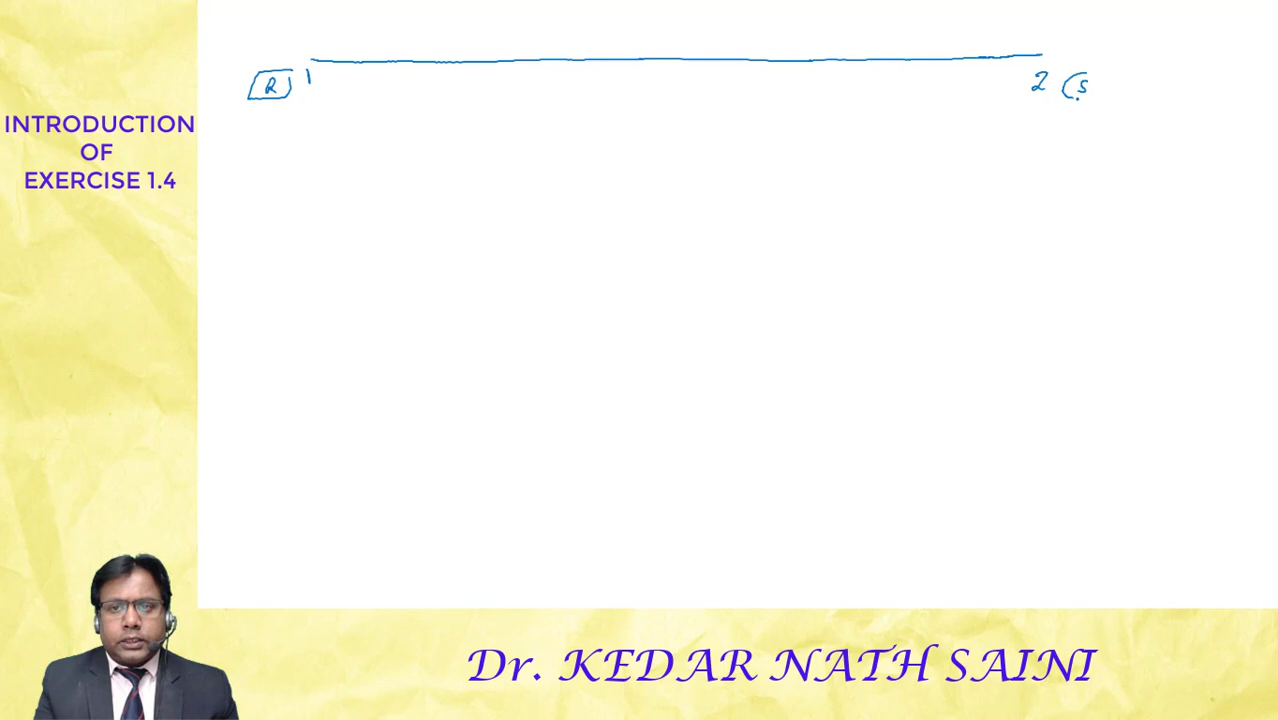 R 1 2 S
INTRODUCTION
OF
EXERCISE 1.4
Dr. KEDAR NATH SAINI